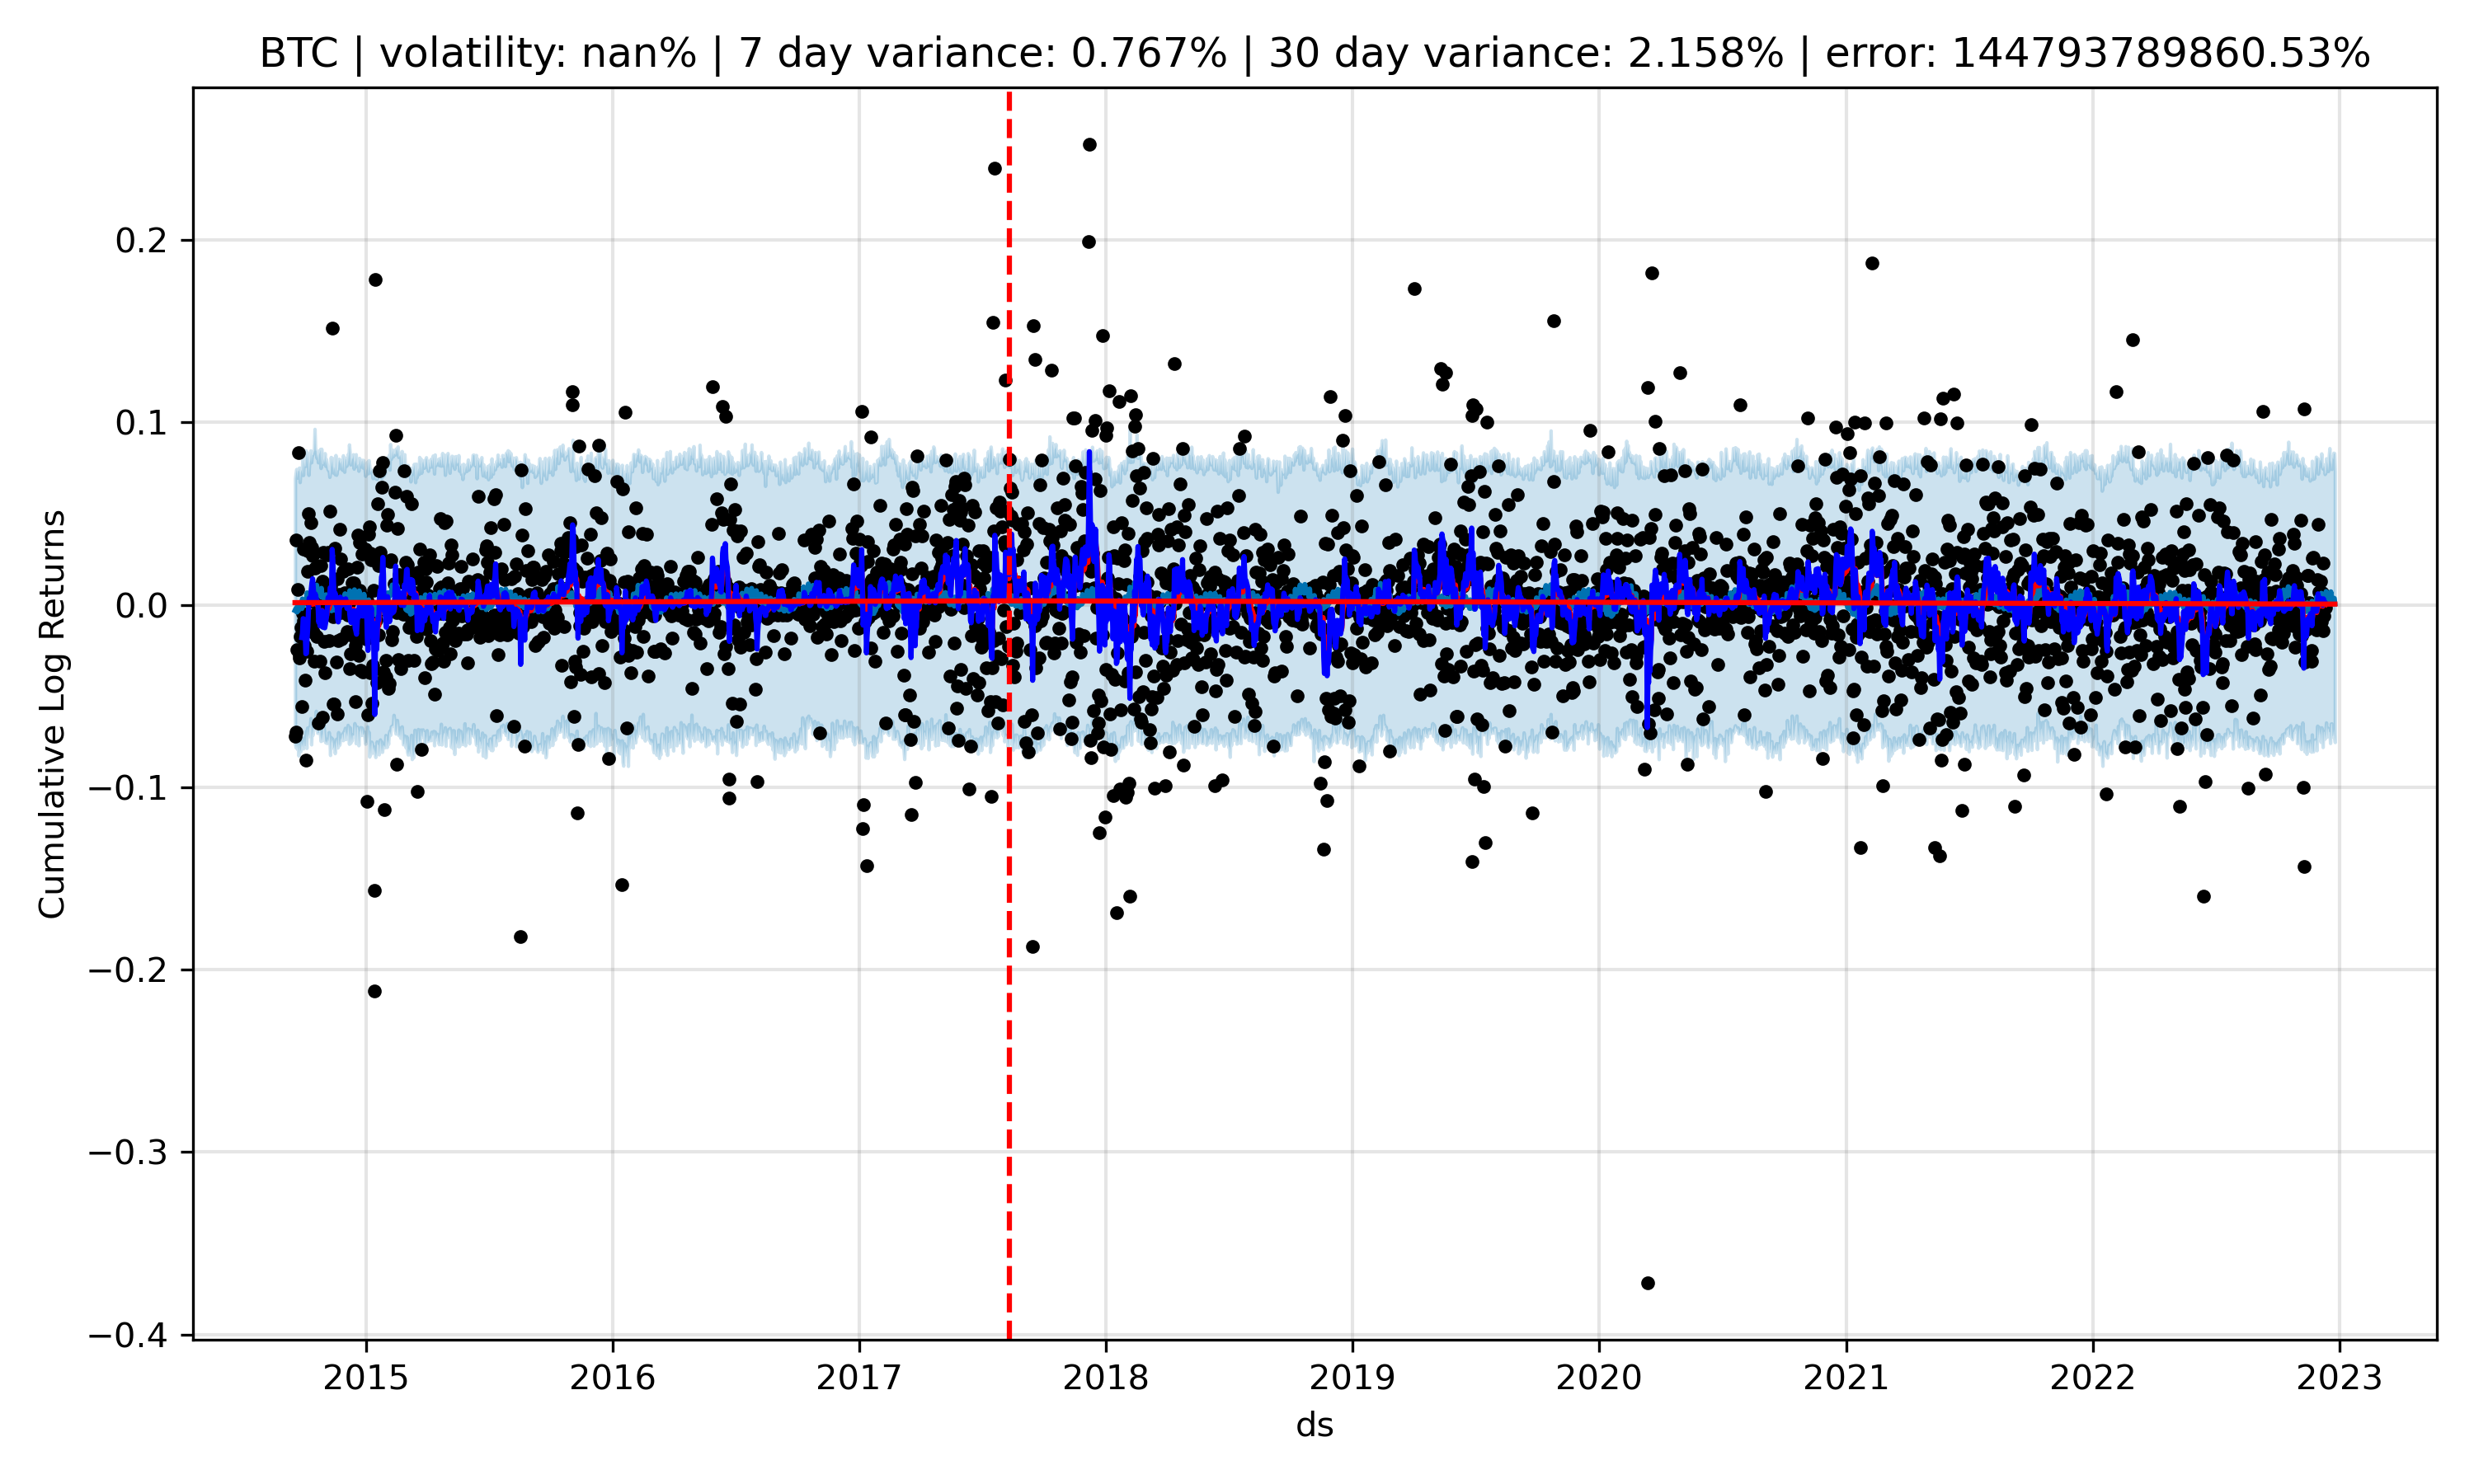 BTC | volatility: nan% | 7 day variance: 0.767% | 30 day variance: 2.158% | error: 144793789860.53%
Cumulative Log Returns
0.2
0.1
0.0
−0.1
−0.2
−0.3
−0.4
2015 2016 2017 2018 2019 2020 2021 2022 2023
ds